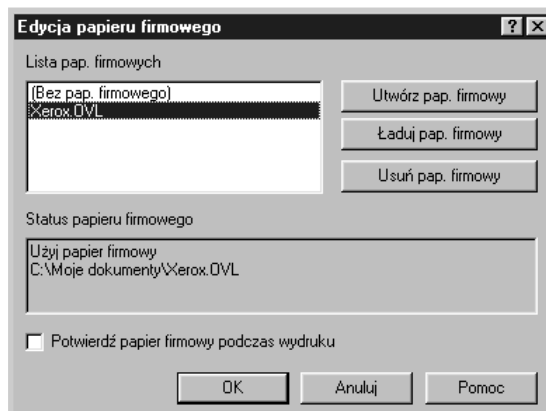 Edycja papieru firmowego
Lista pap. firmowych
(Bez pap. firmowego)
Xerox.OVL
Utwórz pap. firmowy
Ładuj pap. firmowy
Usuń pap. firmowy
Status papieru firmowego
Użyj papier firmowy
C:\Moje dokumenty\Xerox.OVL
Potwierdź papier firmowy podczas wydruku
OK
Anuluj
Pomoc